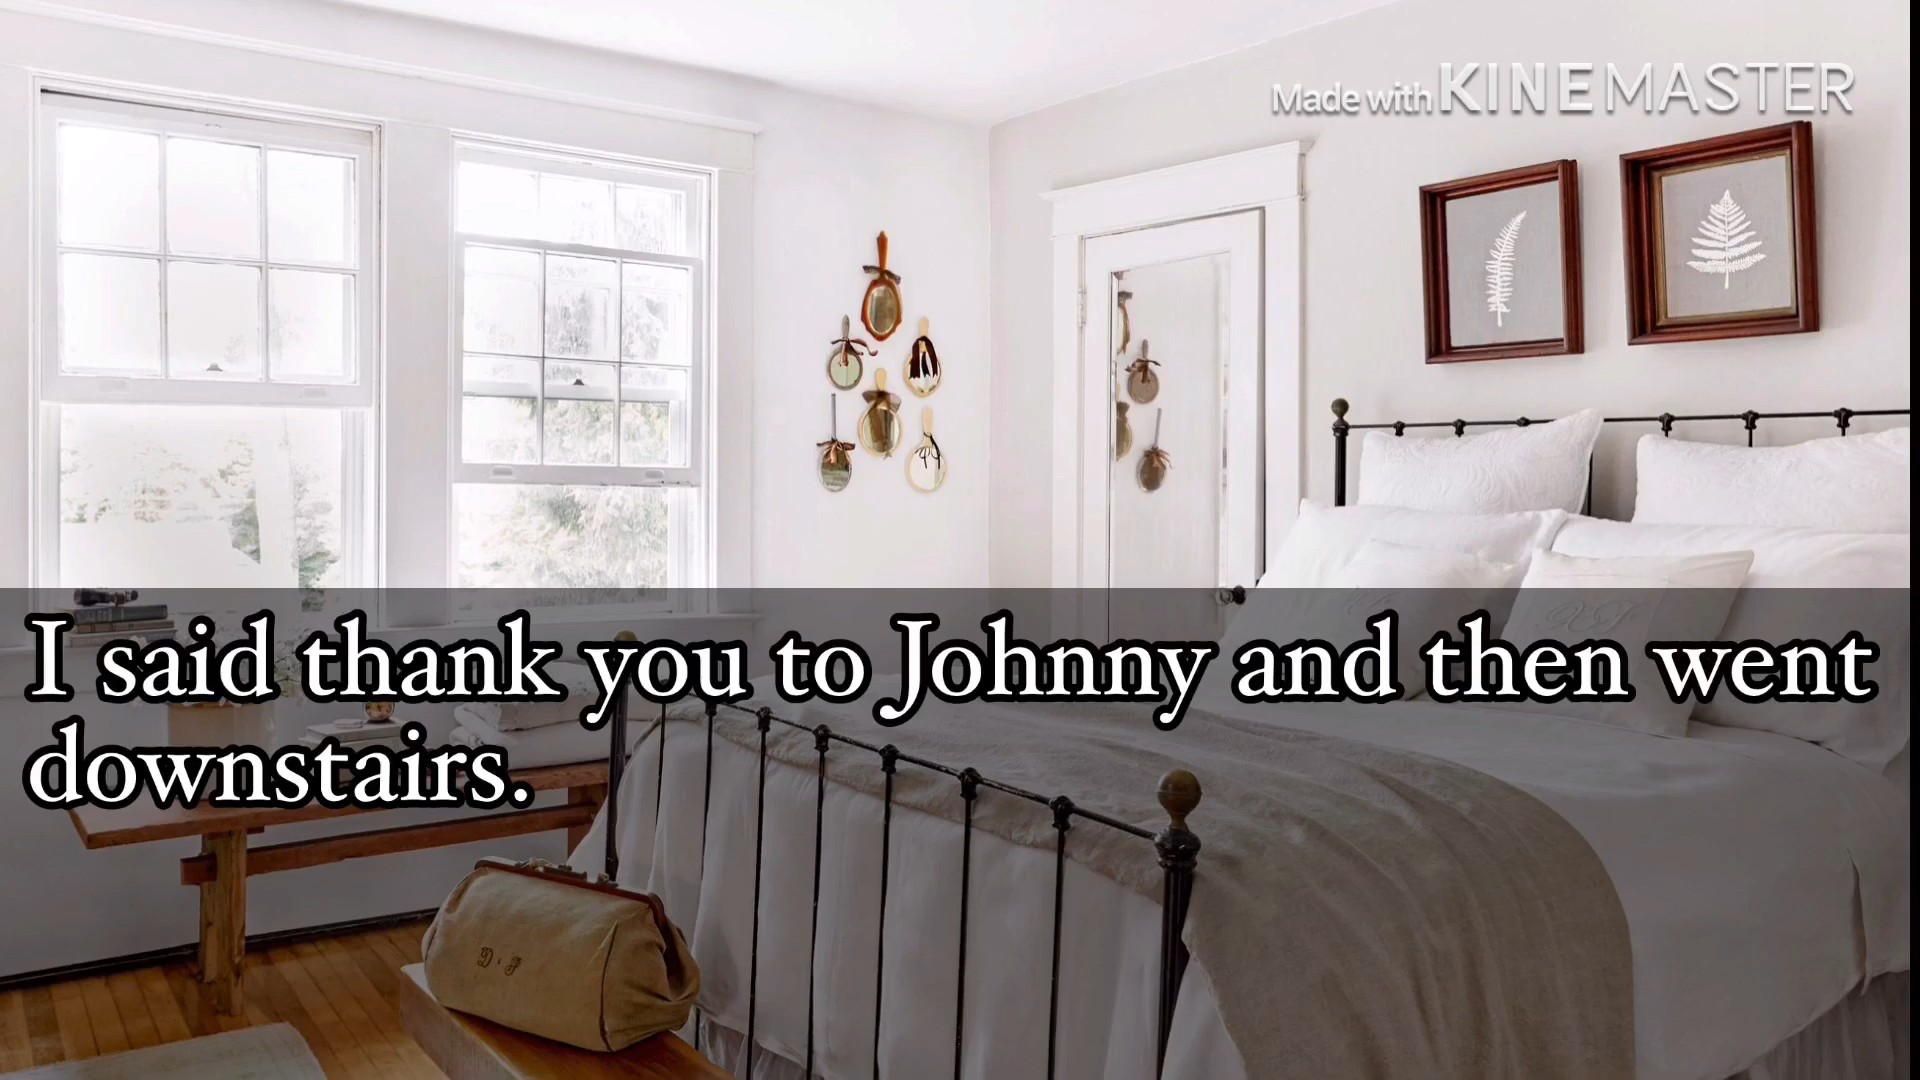 Made with KINEMASTER
I said thank you to Johnny and then went
downstairs.